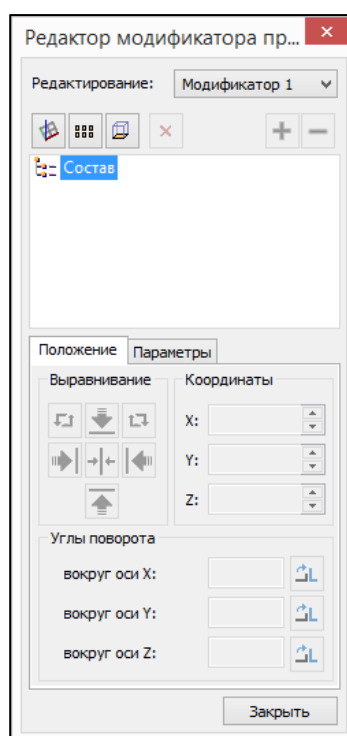 Редактор модификатора пр...
Редактирование: Модификатор 1
Состав
Положение Параметры
Выравнивание Координаты
X:
Y:
Z:
Углы поворота
вокруг оси X:
вокруг оси Y:
вокруг оси Z:
Закрыть